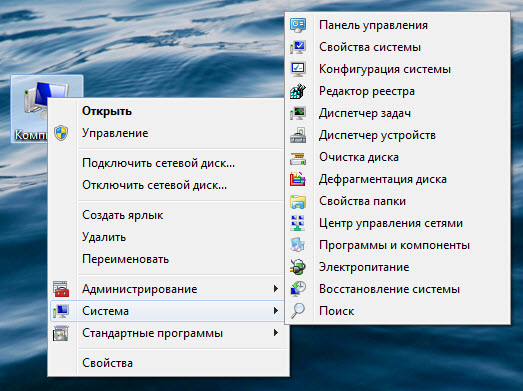 Комп
Открыть
Управление
Подключить сетевой диск...
Отключить сетевой диск...
Создать ярлык
Удалить
Переименовать
Администрирование
Система
Стандартные программы
Свойства
Панель управления
Свойства системы
Конфигурация системы
Редактор реестра
Диспетчер задач
Диспетчер устройств
Очистка диска
Дефрагментация диска
Свойства папки
Центр управления сетями
Программы и компоненты
Электропитание
Восстановление системы
Поиск